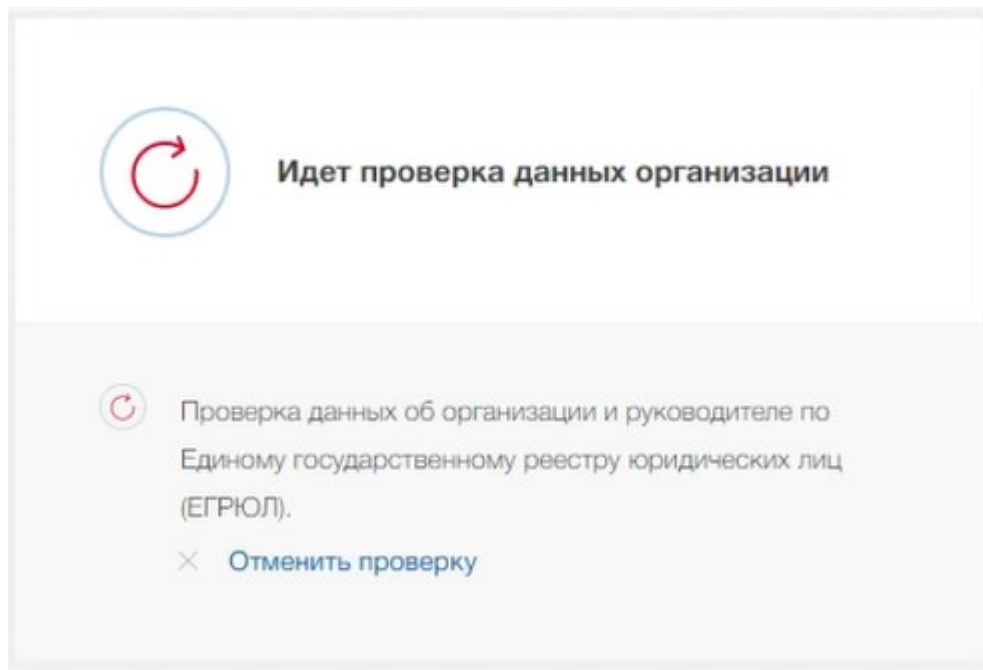 Идет проверка данных организации
Проверка данных об организации и руководителе по
Единому государственному реестру юридических лиц
(ЕГРЮЛ).
Отменить проверку